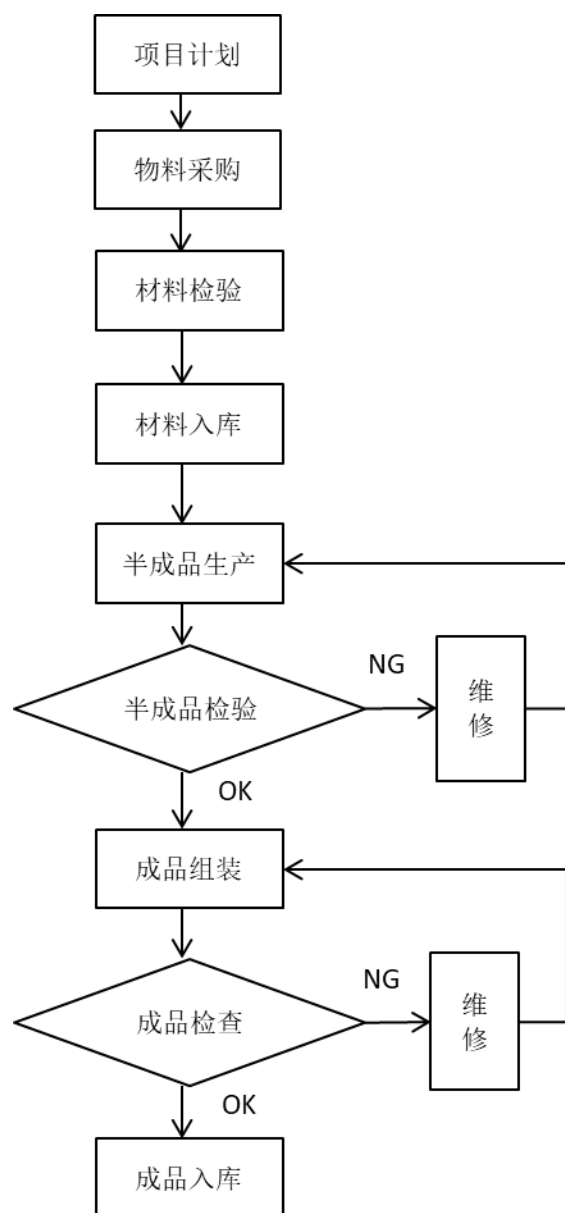 项目计划
物料采购
材料检验
材料入库
半成品生产
半成品检验
NG
维
修
OK
成品组装
成品检查
NG
维
修
OK
成品入库